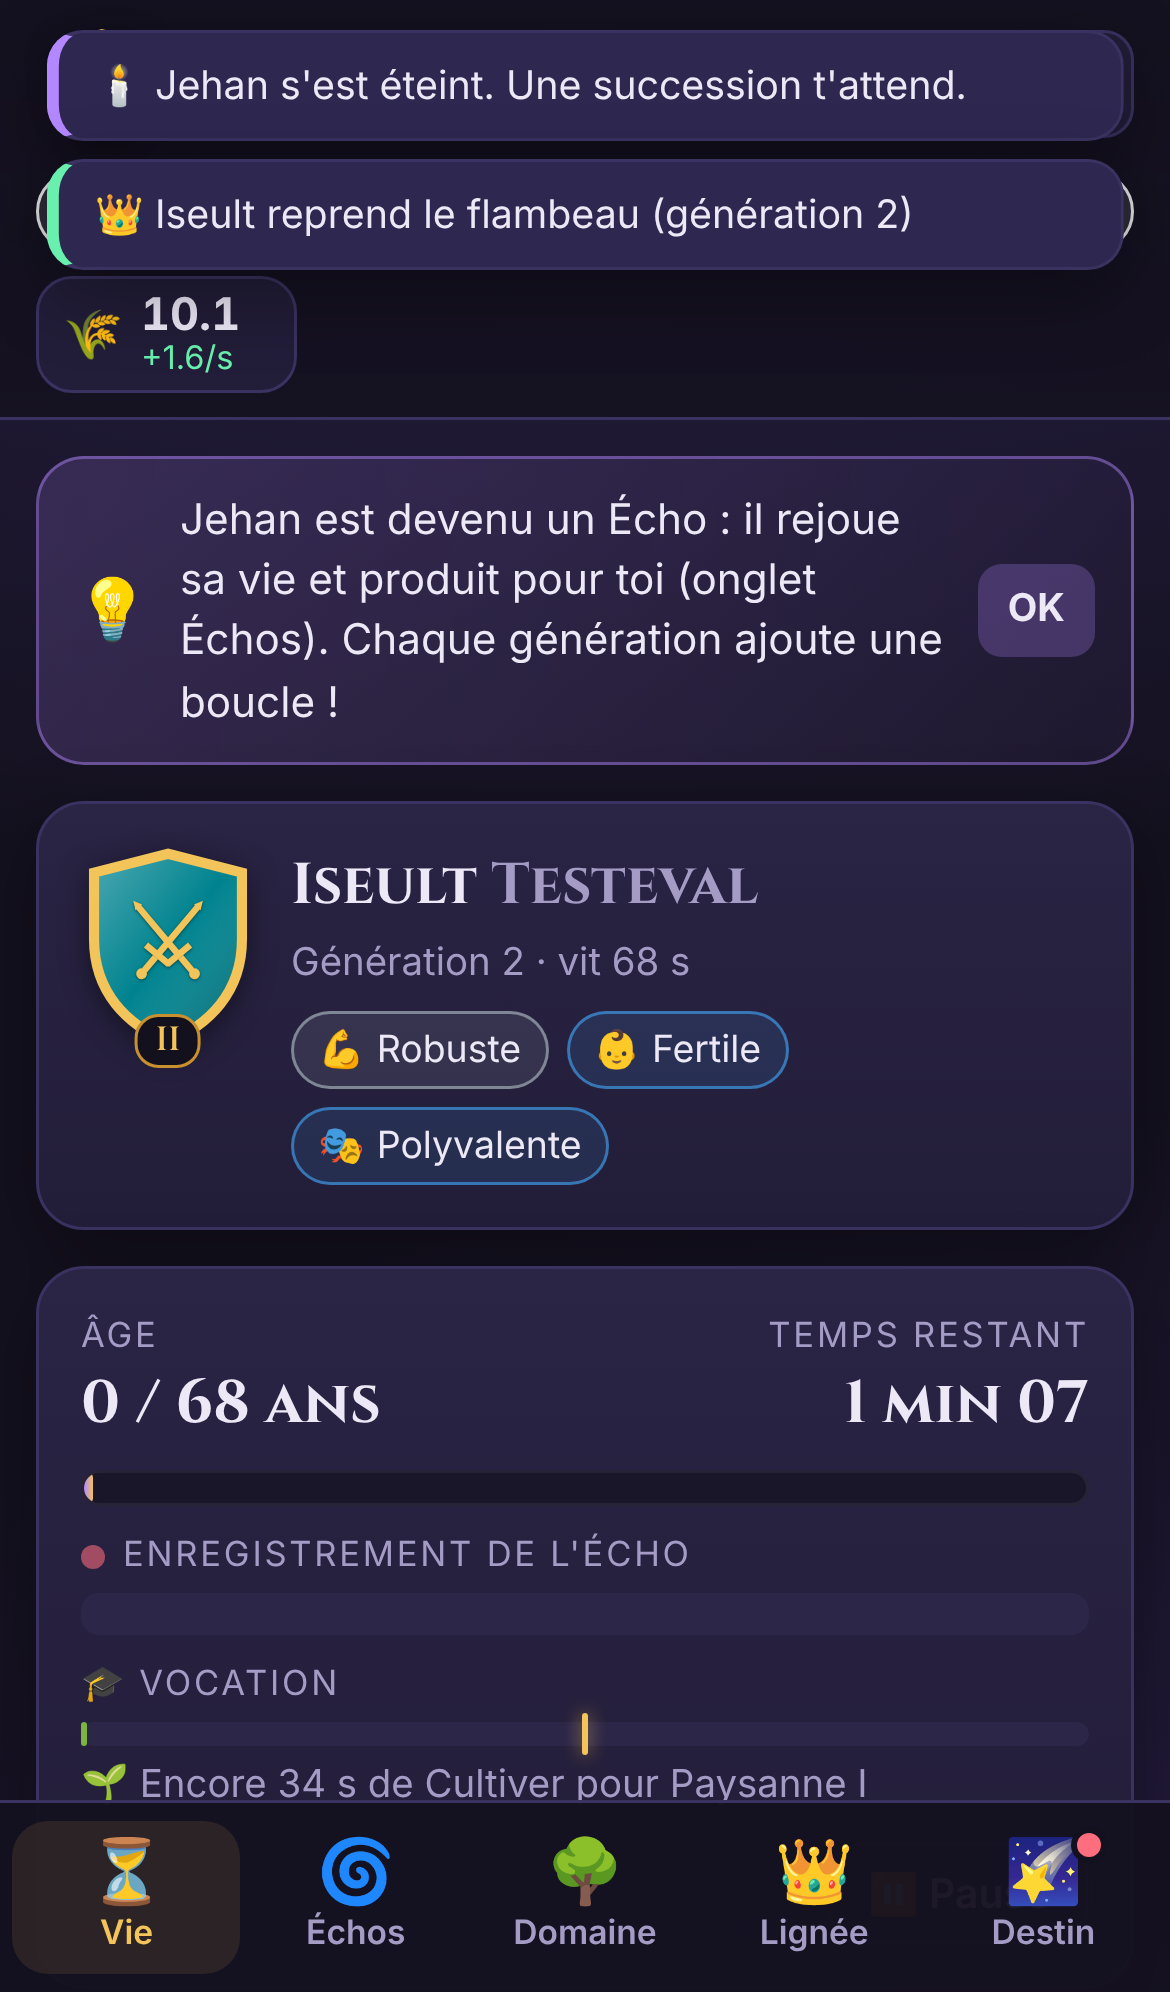 Jehan s'est éteint. Une succession t'attend.
Iseult reprend le flambeau (génération 2)
10.1
+1.6/s
Jehan est devenu un Écho : il rejoue
sa vie et produit pour toi (onglet
Échos). Chaque génération ajoute une
boucle !
OK
Iseult Testeval
Génération 2 · vit 68 s
II
Robuste
Fertile
Polyvalente
ÂGE
TEMPS RESTANT
0 / 68 ANS
1 MIN 07
ENREGISTREMENT DE L'ÉCHO
VOCATION
Encore 34 s de Cultiver pour Paysanne I
Vie
Échos
Domaine
Lignée
Destin